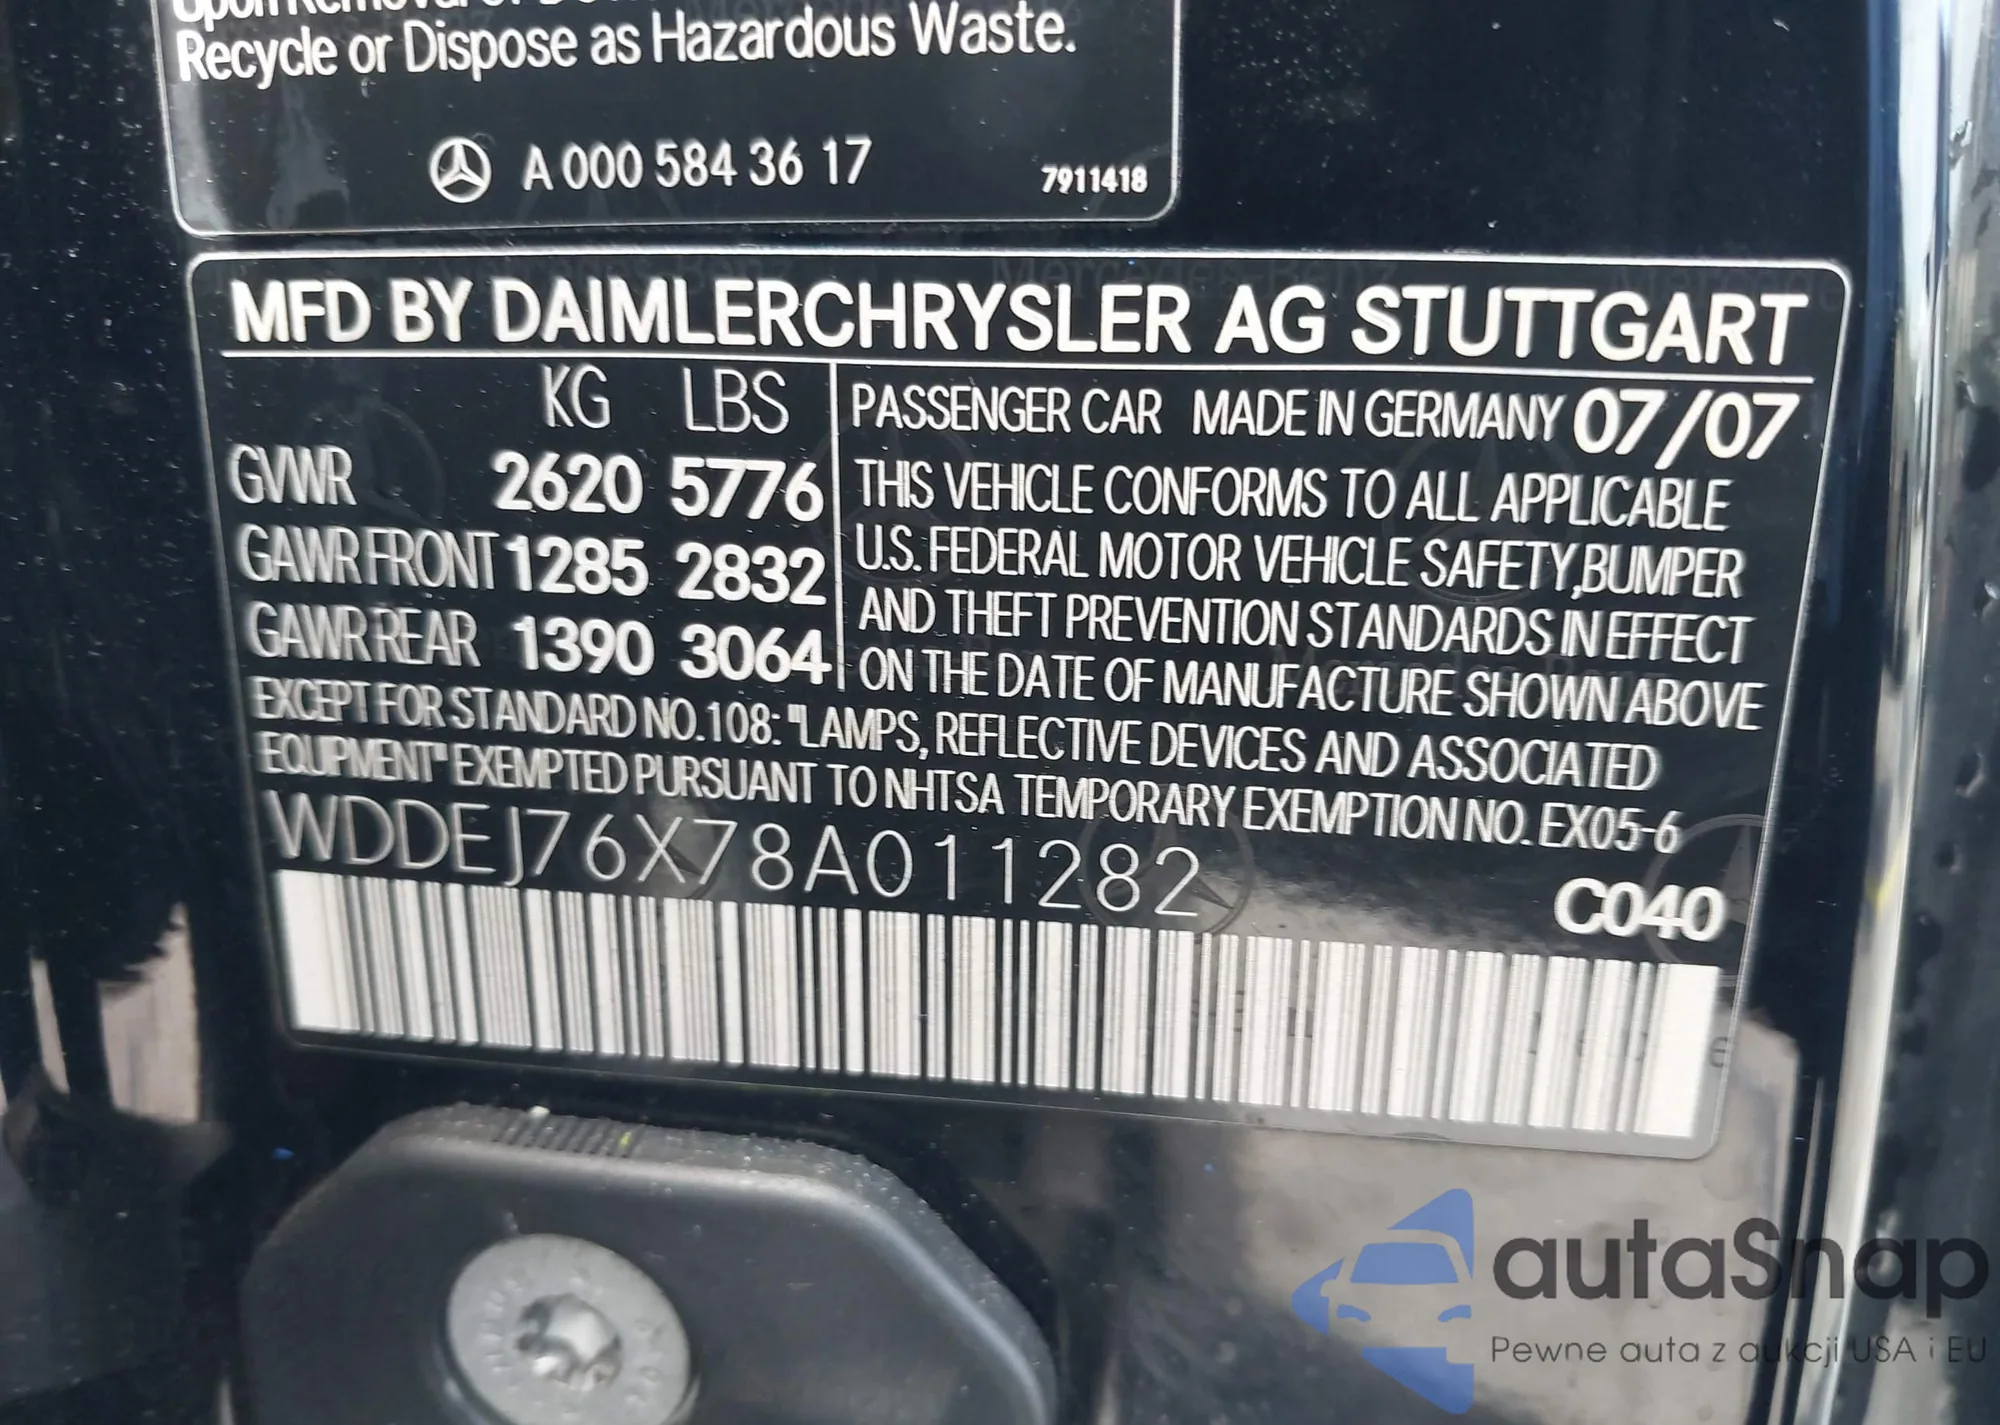 Upon Removal or
Recycle or Dispose as Hazardous Waste.
A 000 584 36 17
7911418
MFD BY DAIMLERCHRYSLER AG STUTTGART
KG LBS
GVWR 2620 5776
GAWR FRONT 1285 2832
GAWR REAR 1390 3064
PASSENGER CAR MADE IN GERMANY 07/07
THIS VEHICLE CONFORMS TO ALL APPLICABLE
U.S. FEDERAL MOTOR VEHICLE SAFETY,BUMPER
AND THEFT PREVENTION STANDARDS IN EFFECT
ON THE DATE OF MANUFACTURE SHOWN ABOVE
EXCEPT FOR STANDARD NO.108: "LAMPS, REFLECTIVE DEVICES AND ASSOCIATED
EQUIPMENT" EXEMPTED PURSUANT TO NHTSA TEMPORARY EXEMPTION NO. EX05-6
WDDEJ76X78A011282
C040
autaSnap
Pewne auta z aukcji USA i EU